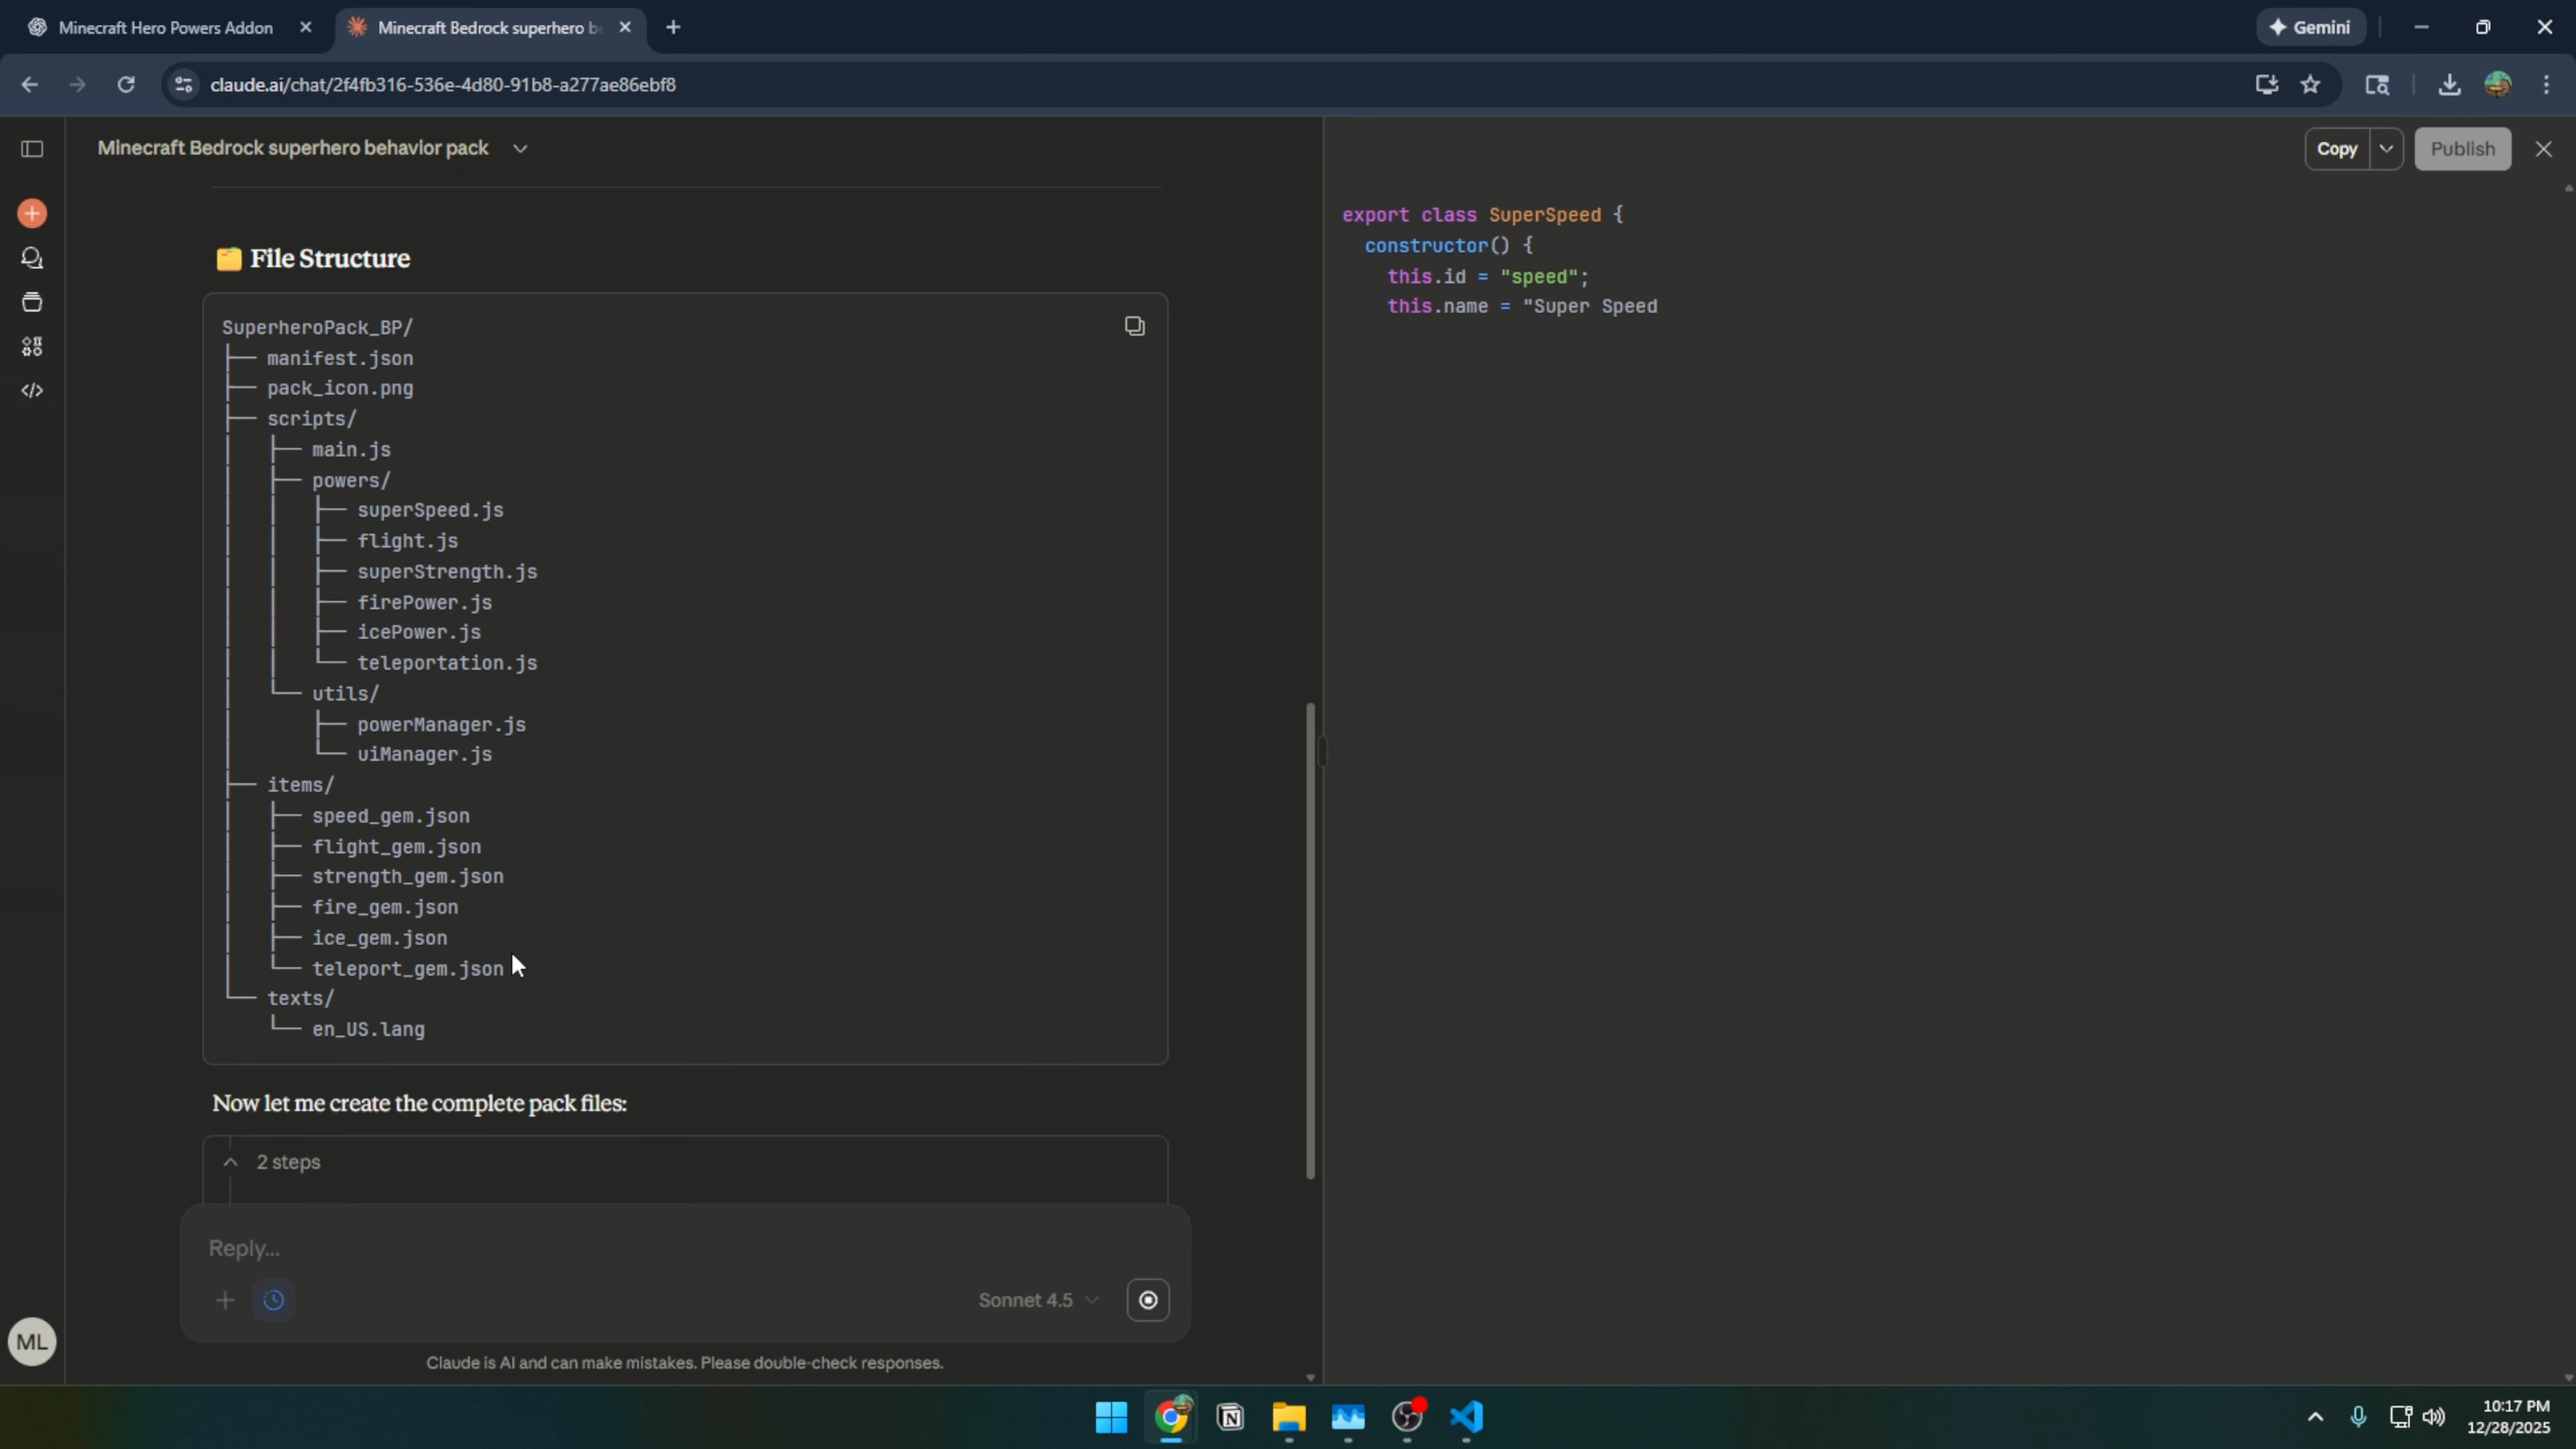 Minecraft Hero Powers Addon
Minecraft Bedrock superhero b
Gemini
claude.ai/chat/2f4fb316-536e-4d80-91b8-a277ae86ebf8
Minecraft Bedrock superhero behavior pack
Copy
Publish
File Structure
SuperheroPack_BP/
├── manifest.json
├── pack_icon.png
├── scripts/
│   ├── main.js
│   ├── powers/
│   │   ├── superSpeed.js
│   │   ├── flight.js
│   │   ├── superStrength.js
│   │   ├── firePower.js
│   │   ├── icePower.js
│   │   └── teleportation.js
│   └── utils/
│       ├── powerManager.js
│       └── uiManager.js
├── items/
│   ├── speed_gem.json
│   ├── flight_gem.json
│   ├── strength_gem.json
│   ├── fire_gem.json
│   ├── ice_gem.json
│   └── teleport_gem.json
└── texts/
    └── en_US.lang
Now let me create the complete pack files:
2 steps
Reply...
Sonnet 4.5
ML
Claude is AI and can make mistakes. Please double-check responses.
export class SuperSpeed {
constructor() {
this.id = "speed";
this.name = "Super Speed
10:17 PM
12/28/2025